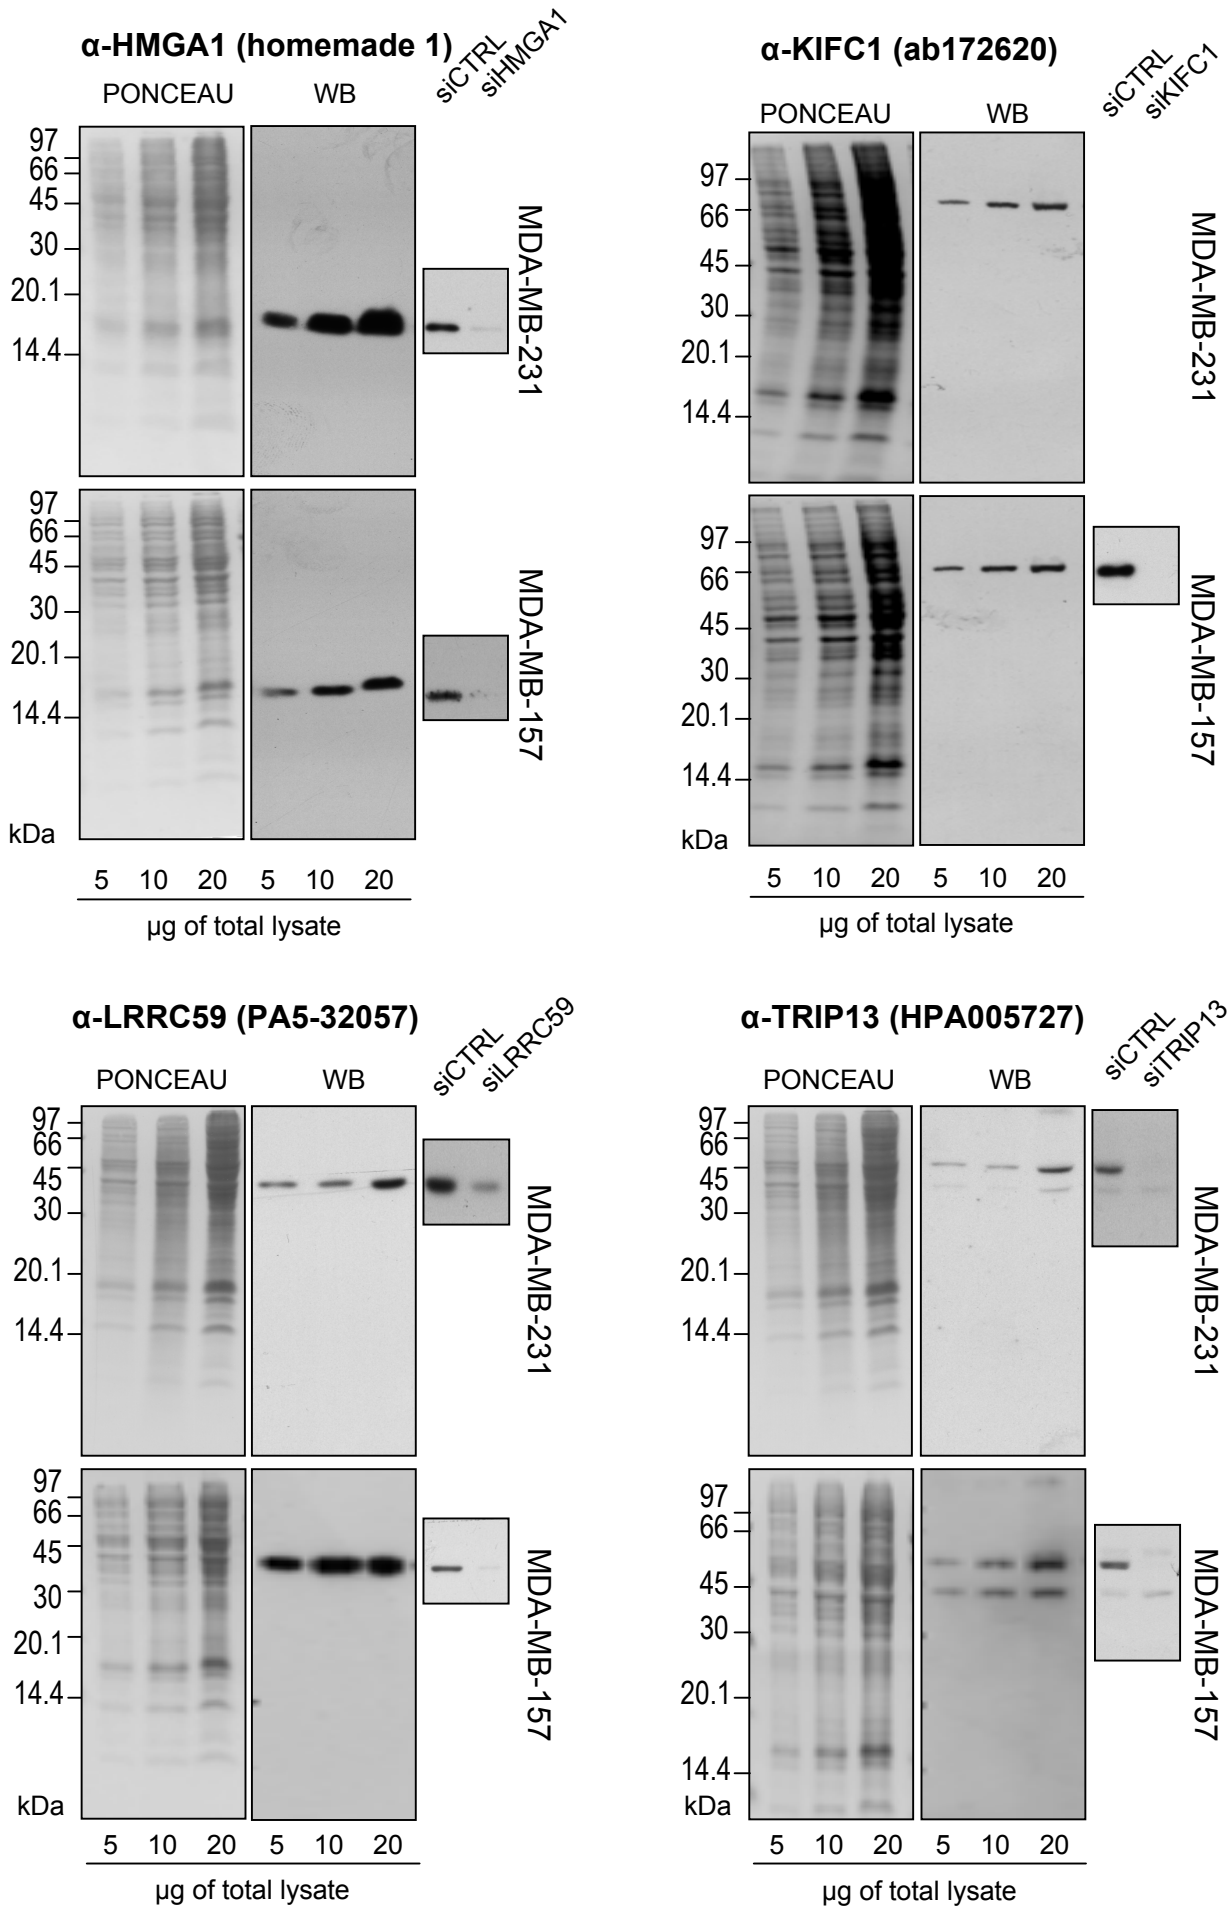 α-HMGA1 (homemade 1)
siCTRL
siHMGA1
PONCEAU WB
97
66
45
30
20.1
14.4
MDA-MB-231
97
66
45
30
20.1
14.4
kDa
MDA-MB-157
5 10 20 5 10 20
µg of total lysate
α-KIFC1 (ab172620)
siCTRL
siKIFC1
PONCEAU WB
97
66
45
30
20.1
14.4
MDA-MB-231
97
66
45
30
20.1
14.4
kDa
MDA-MB-157
5 10 20 5 10 20
µg of total lysate
α-LRRC59 (PA5-32057)
siCTRL
siLRRC59
PONCEAU WB
97
66
45
30
20.1
14.4
MDA-MB-231
97
66
45
30
20.1
14.4
kDa
MDA-MB-157
5 10 20 5 10 20
µg of total lysate
α-TRIP13 (HPA005727)
siCTRL
siTRIP13
PONCEAU WB
97
66
45
30
20.1
14.4
MDA-MB-231
97
66
45
30
20.1
14.4
kDa
MDA-MB-157
5 10 20 5 10 20
µg of total lysate